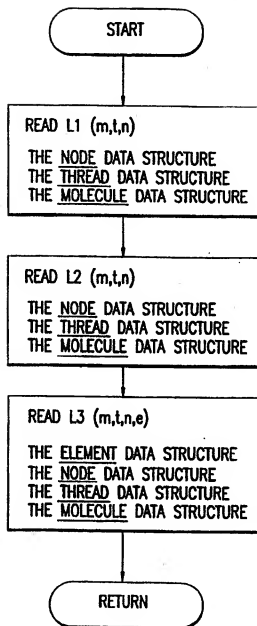 START
READ L1 (m,t,n)
THE NODE DATA STRUCTURE
THE THREAD DATA STRUCTURE
THE MOLECULE DATA STRUCTURE
READ L2 (m,t,n)
THE NODE DATA STRUCTURE
THE THREAD DATA STRUCTURE
THE MOLECULE DATA STRUCTURE
READ L3 (m,t,n,e)
THE ELEMENT DATA STRUCTURE
THE NODE DATA STRUCTURE
THE THREAD DATA STRUCTURE
THE MOLECULE DATA STRUCTURE
RETURN